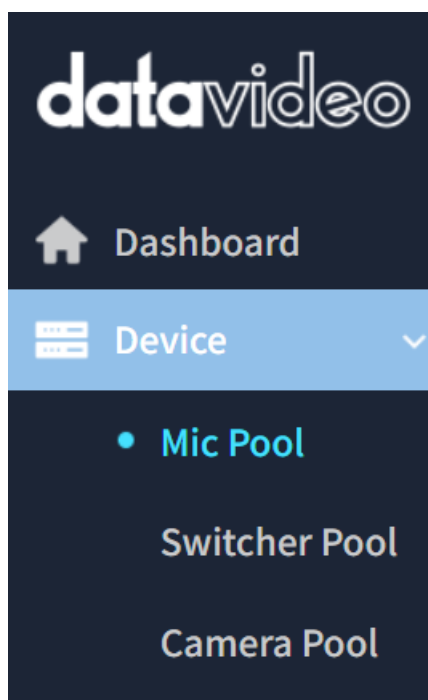 datavideo
Dashboard
Device
Mic Pool
Switcher Pool
Camera Pool